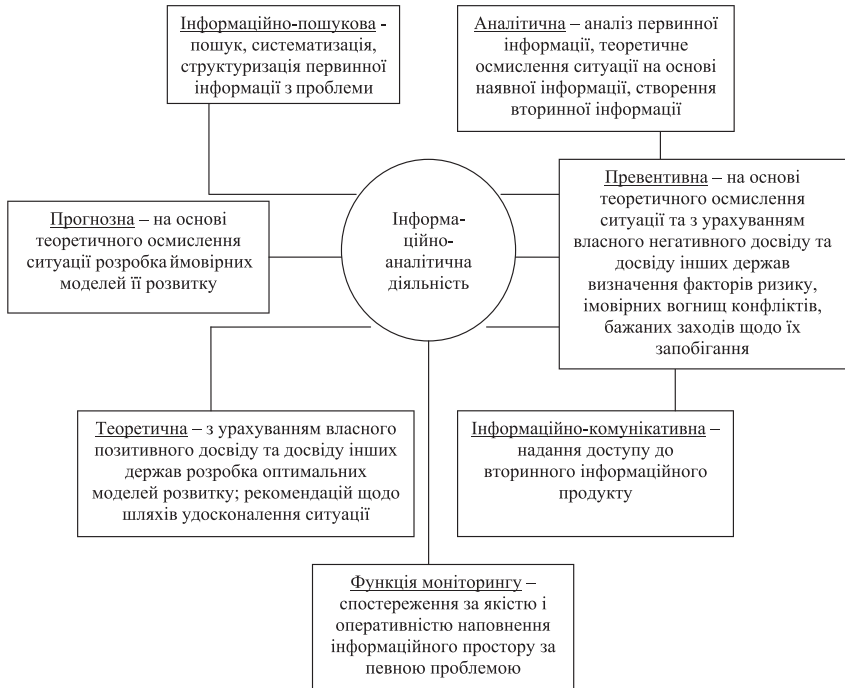 Інформаційно-пошукова -
пошук, систематизація,
структуризація первинної
інформації з проблеми
Аналітична – аналіз первинної
інформації, теоретичне
осмислення ситуації на основі
наявної інформації, створення
вторинної інформації
Прогнозна – на основі
теоретичного осмислення
ситуації розробка ймовірних
моделей її розвитку
Інформа-
ційно-
аналітична
діяльність
Превентивна – на основі
теоретичного осмислення
ситуації та з урахуванням
власного негативного досвіду та
досвіду інших держав
визначення факторів ризику,
імовірних вогнищ конфліктів,
бажаних заходів щодо їх
запобігання
Теоретична – з урахуванням власного
позитивного досвіду та досвіду інших
держав розробка оптимальних
моделей розвитку; рекомендацій щодо
шляхів удосконалення ситуації
Інформаційно-комунікативна –
надання доступу до
вторинного інформаційного
продукту
Функція моніторингу –
спостереження за якістю і
оперативністю наповнення
інформаційного простору за
певною проблемою